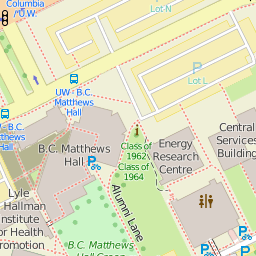 Columbia
/ U.W.
Lot N
Lot L
UW - B.C.
Matthews
Hall
UW - B.C.
Matthews
Hall
B.C. Matthews
Hall
Class of
1962
Class of
1964
Energy
Research
Centre
Central
Services
Building
Lyle
Hallman
Institute
for Health
Promotion
Alumni Lane
B.C. Matthews
Hall Green